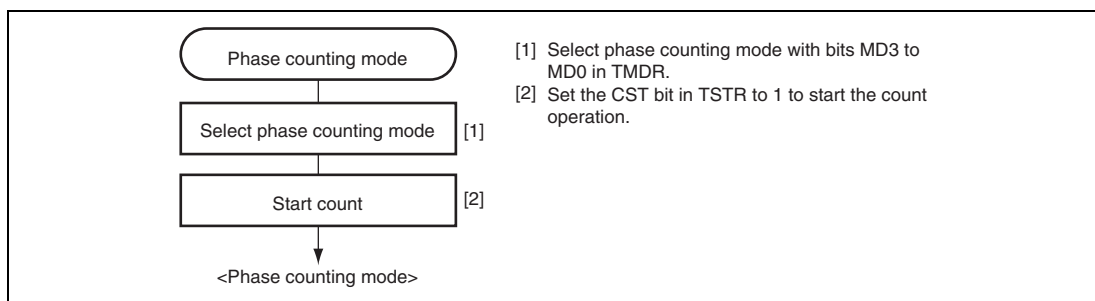 Phase counting mode
Select phase counting mode
[1]
Start count
[2]
<Phase counting mode>
[1] Select phase counting mode with bits MD3 to
MD0 in TMDR.
[2] Set the CST bit in TSTR to 1 to start the count
operation.